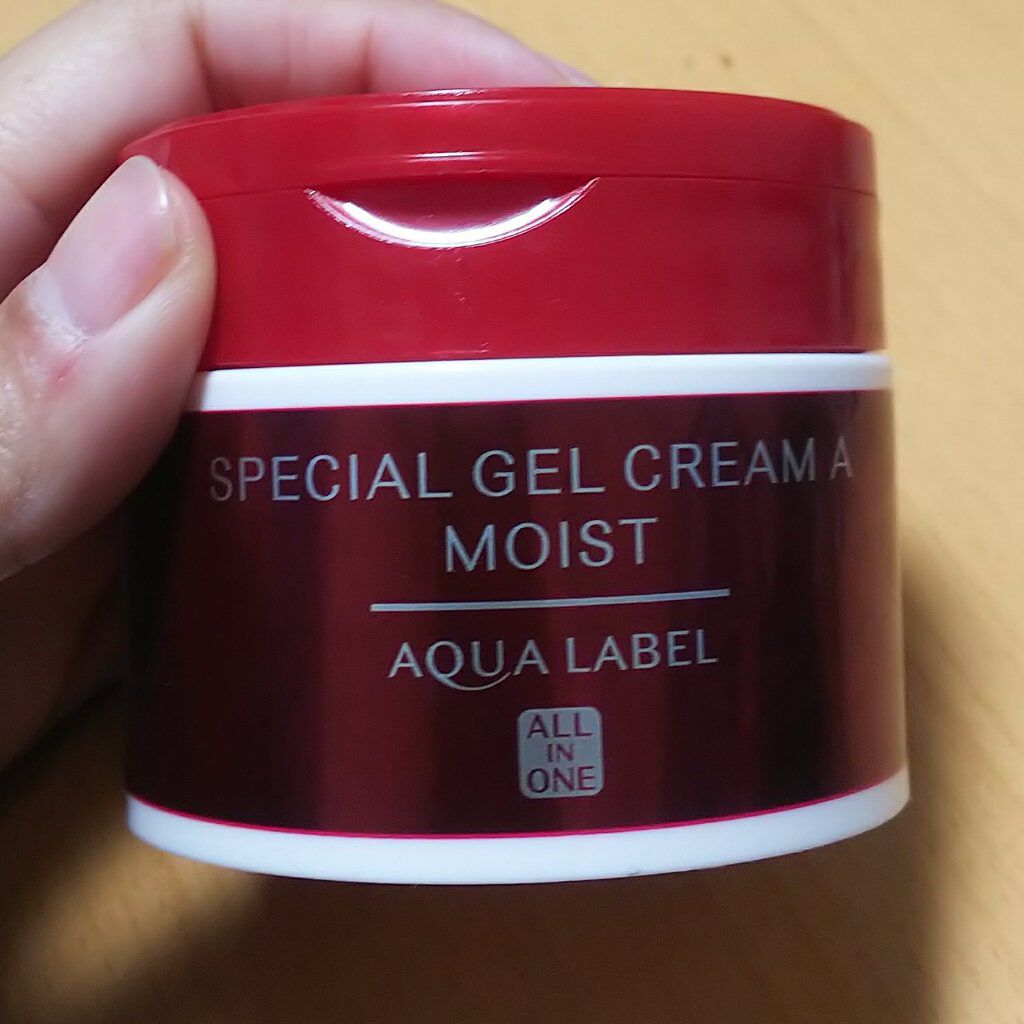 SPECIAL GEL CREAM A
MOIST
AQUA LABEL
ALL
IN
ONE